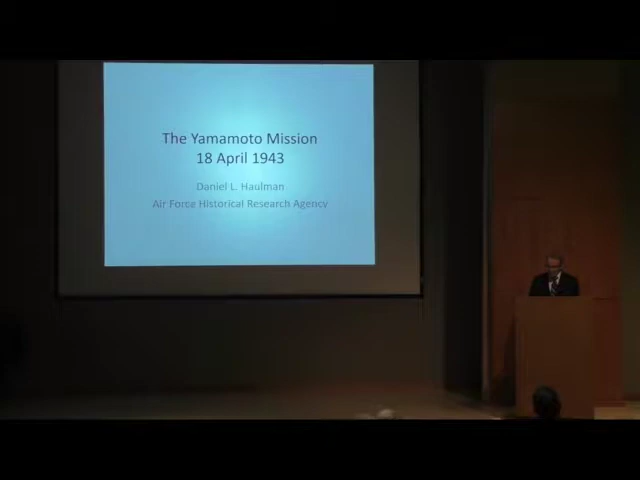 The Yamamoto Mission
18 April 1943
Daniel L. Haulman
Air Force Historical Research Agency